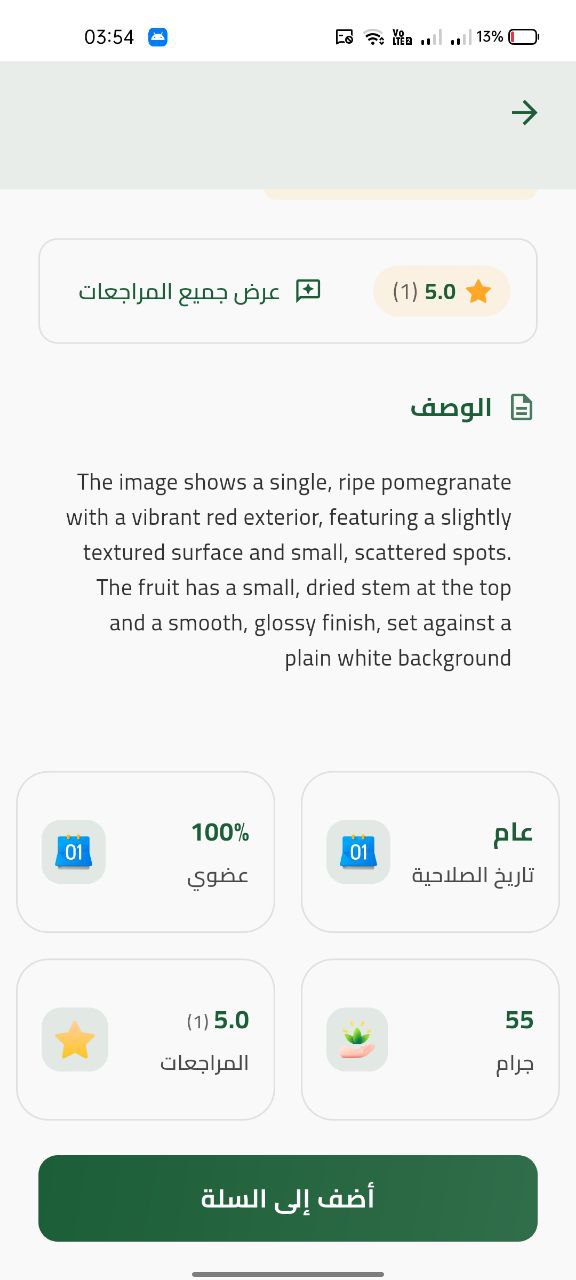 03:54
Vo LTE 2
13%
5.0 (1)
عرض جميع المراجعات
الوصف
The image shows a single, ripe pomegranate
with a vibrant red exterior, featuring a slightly
textured surface and small, scattered spots.
The fruit has a small, dried stem at the top
and a smooth, glossy finish, set against a
plain white background
عام
تاريخ الصلاحية
01
100%
عضوي
01
55
جرام
5.0 (1)
المراجعات
أضف إلى السلة